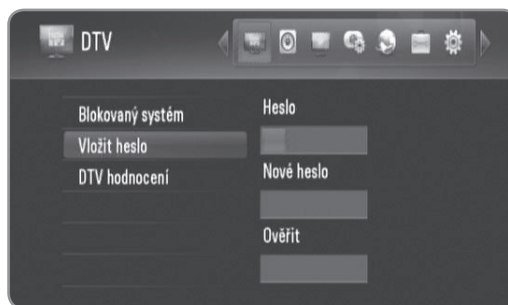 DTV
Blokovaný systém
Vložit heslo
DTV hodnocení
Heslo
Nové heslo
Ověřit